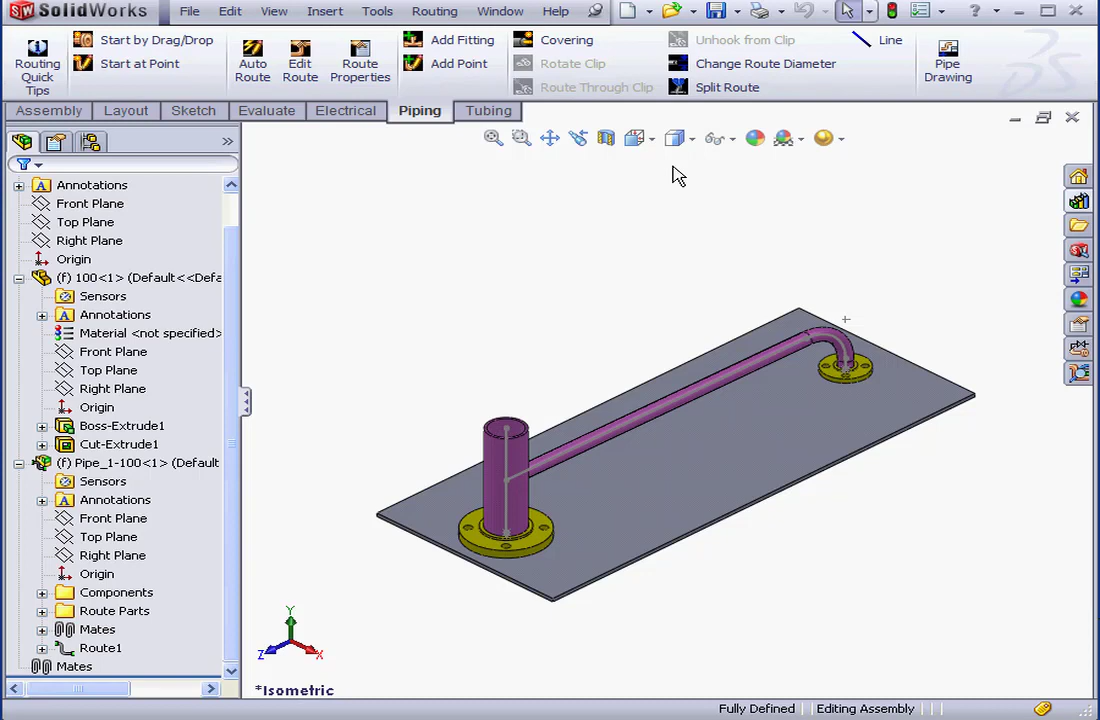 SolidWorks File Edit View Insert Tools Routing Window Help
Routing Quick Tips
Start by Drag/Drop
Start at Point
Auto Route
Edit Route
Route Properties
Add Fitting
Add Point
Covering
Rotate Clip
Route Through Clip
Unhook from Clip
Change Route Diameter
Split Route
Line
Pipe Drawing
Assembly Layout Sketch Evaluate Electrical Piping Tubing
Annotations
Front Plane
Top Plane
Right Plane
Origin
(f) 100<1> (Default<<Defa
Sensors
Annotations
Material <not specified>
Front Plane
Top Plane
Right Plane
Origin
Boss-Extrude1
Cut-Extrude1
(f) Pipe_1-100<1> (Default
Sensors
Annotations
Front Plane
Top Plane
Right Plane
Origin
Components
Route Parts
Mates
Route1
Mates
Y
Z
X
*Isometric
Fully Defined Editing Assembly